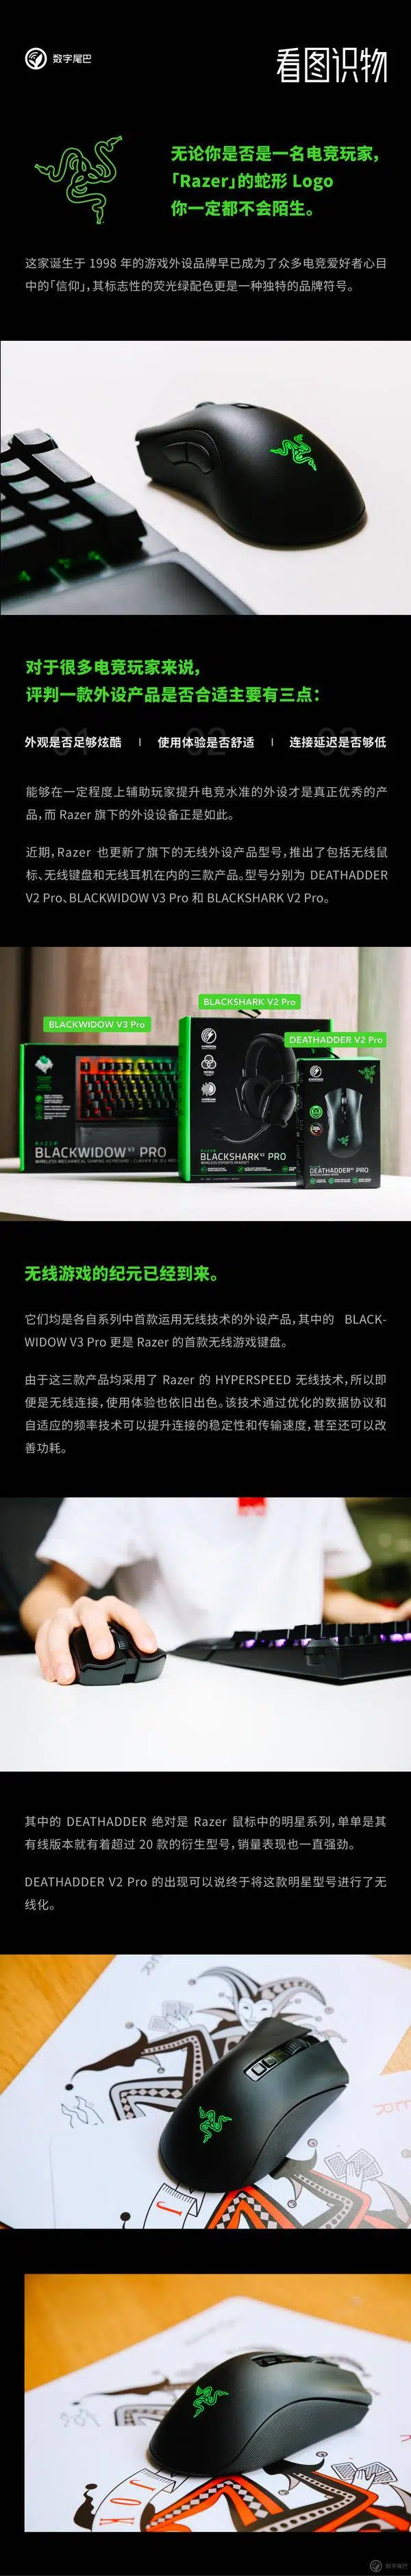 数字尾巴
看图识物
无论你是否是一名电竞玩家，
「Razer」的蛇形 Logo
你一定都不会陌生。
这家诞生于 1998 年的游戏外设品牌早已成为了众多电竞爱好者心目
中的「信仰」，其标志性的荧光绿配色更是一种独特的品牌符号。
对于很多电竞玩家来说，
评判一款外设产品是否合适主要有三点：
01 02 03
外观是否足够炫酷 | 使用体验是否舒适 | 连接延迟是否够低
能够在一定程度上辅助玩家提升电竞水准的外设才是真正优秀的产
品，而 Razer 旗下的外设设备正是如此。
近期，Razer 也更新了旗下的无线外设产品型号，推出了包括无线鼠
标、无线键盘和无线耳机在内的三款产品。型号分别为 DEATHADDER
V2 Pro、BLACKWIDOW V3 Pro 和 BLACKSHARK V2 Pro。
BLACKSHARK V2 Pro
BLACKWIDOW V3 Pro
DEATHADDER V2 Pro
RAZER
BLACKWIDOW V3 PRO
WIRELESS MECHANICAL GAMING KEYBOARD
BLACKSHARK V2 PRO
WIRELESS ESPORTS HEADSET
DEATHADDER V2 PRO
无线游戏的纪元已经到来。
它们均是各自系列中首款运用无线技术的外设产品，其中的 BLACK-
WIDOW V3 Pro 更是 Razer 的首款无线游戏键盘。
由于这三款产品均采用了 Razer 的 HYPERSPEED 无线技术，所以即
便是无线连接，使用体验也依旧出色。该技术通过优化的数据协议和
自适应的频率技术可以提升连接的稳定性和传输速度，甚至还可以改
善功耗。
其中的 DEATHADDER 绝对是 Razer 鼠标中的明星系列，单单是其
有线版本就有着超过 20 款的衍生型号，销量表现也一直强劲。
DEATHADDER V2 Pro 的出现可以说终于将这款明星型号进行了无
线化。
J
J O K
数字尾巴